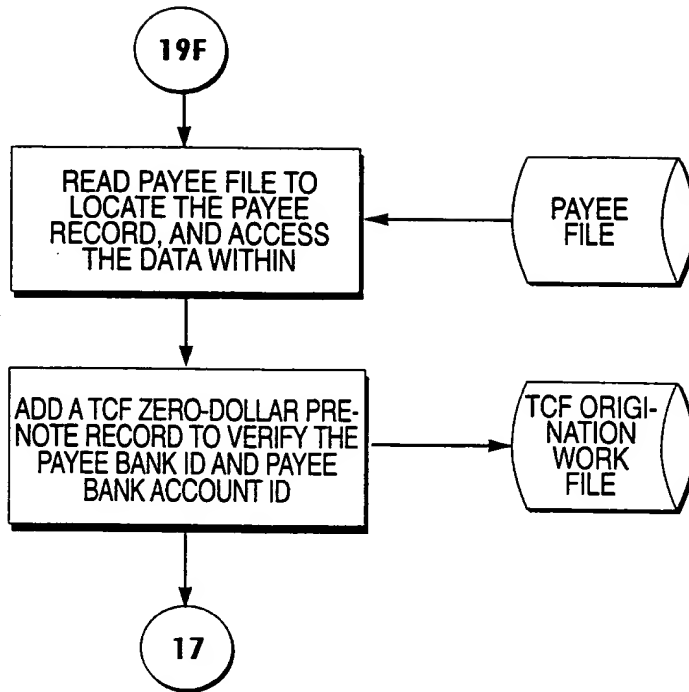 19F
READ PAYEE FILE TO
LOCATE THE PAYEE
RECORD, AND ACCESS
THE DATA WITHIN
PAYEE
FILE
ADD A TCF ZERO-DOLLAR PRE-
NOTE RECORD TO VERIFY THE
PAYEE BANK ID AND PAYEE
BANK ACCOUNT ID
TCF ORIGI-
NATION
WORK
FILE
17